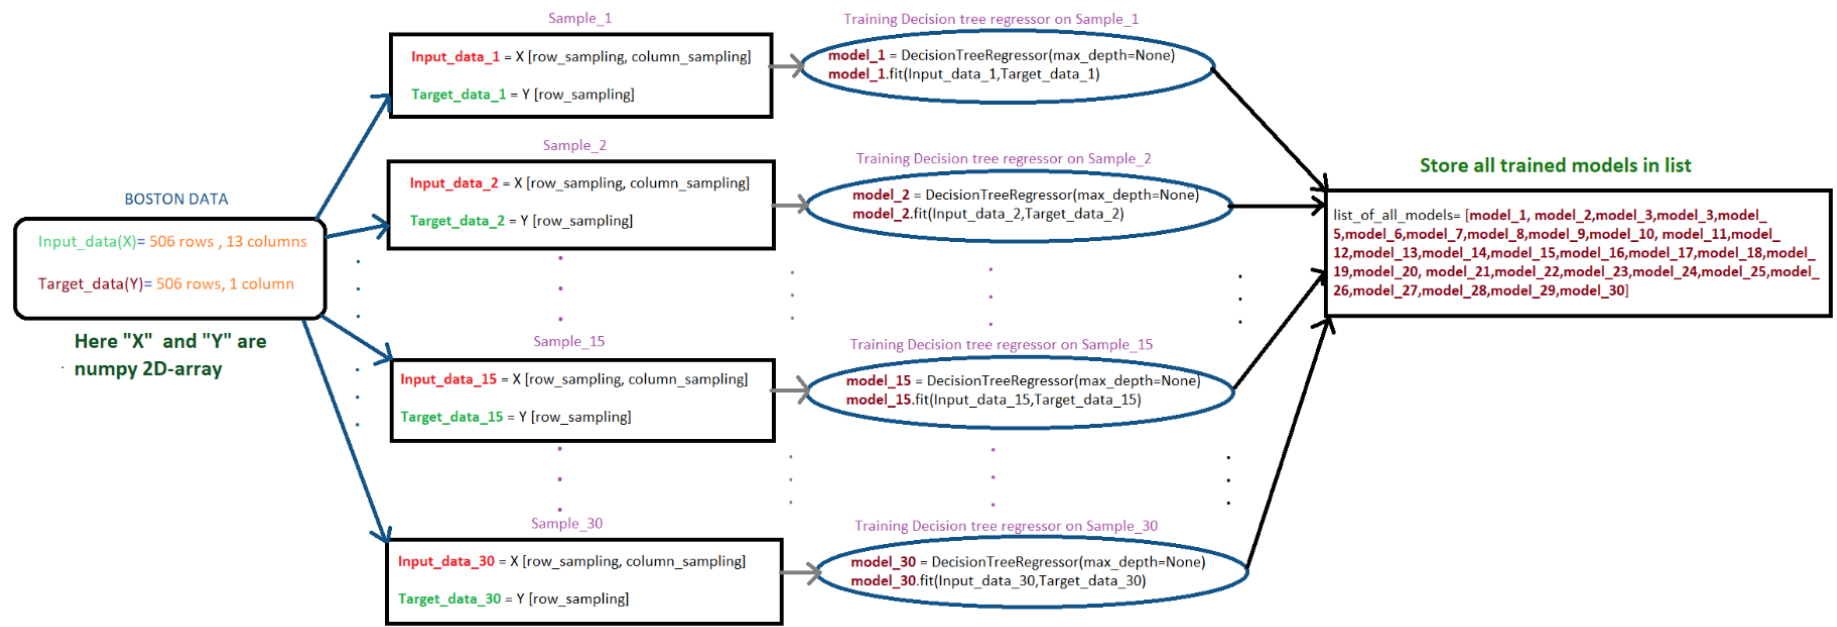 BOSTON DATA
Input_data(X)= 506 rows , 13 columns
Target_data(Y)= 506 rows, 1 column
Here "X" and "Y" are
numpy 2D-array
Sample_1
Input_data_1 = X [row_sampling, column_sampling]
Target_data_1 = Y [row_sampling]
Training Decision tree regressor on Sample_1
model_1 = DecisionTreeRegressor(max_depth=None)
model_1.fit(Input_data_1,Target_data_1)
Sample_2
Input_data_2 = X [row_sampling, column_sampling]
Target_data_2 = Y [row_sampling]
Training Decision tree regressor on Sample_2
model_2 = DecisionTreeRegressor(max_depth=None)
model_2.fit(Input_data_2,Target_data_2)
Sample_15
Input_data_15 = X [row_sampling, column_sampling]
Target_data_15 = Y [row_sampling]
Training Decision tree regressor on Sample_15
model_15 = DecisionTreeRegressor(max_depth=None)
model_15.fit(Input_data_15,Target_data_15)
Sample_30
Input_data_30 = X [row_sampling, column_sampling]
Target_data_30 = Y [row_sampling]
Training Decision tree regressor on Sample_30
model_30 = DecisionTreeRegressor(max_depth=None)
model_30.fit(Input_data_30,Target_data_30)
Store all trained models in list
list_of_all_models= [model_1, model_2,model_3,model_3,model_
5,model_6,model_7,model_8,model_9,model_10, model_11,model_
12,model_13,model_14,model_15,model_16,model_17,model_18,model_
19,model_20, model_21,model_22,model_23,model_24,model_25,model_
26,model_27,model_28,model_29,model_30]